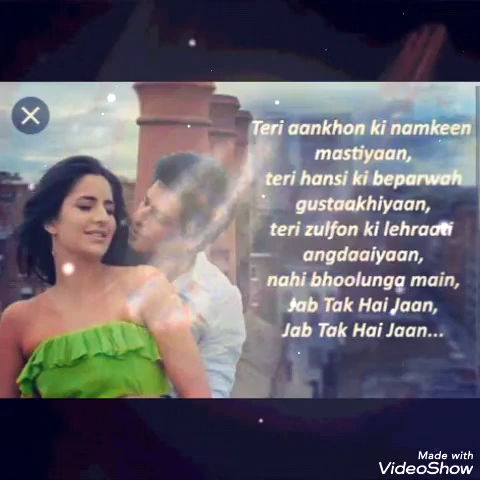 Teri aankhon ki namkeen
mastiyaan,
teri hansi ki beparwah
gustaakhiyaan,
teri zulfon ki lehraati
angdaaiyaan,
nahi bhoolunga main,
Jab Tak Hai Jaan,
Jab Tak Hai Jaan...
Made with
VideoShow